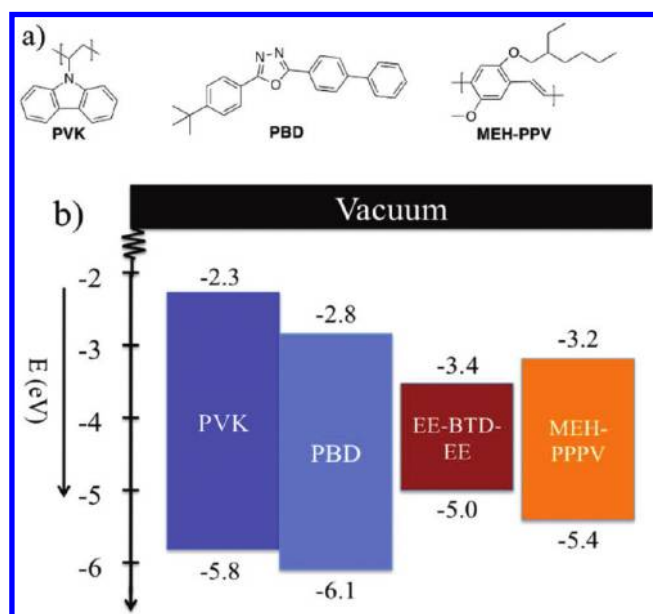 a)
N
N N
O
O
O
PVK
PBD
MEH-PPV
b)
Vacuum
E (eV)
-2
-3
-4
-5
-6
-2.3
PVK
-5.8
-2.8
PBD
-6.1
-3.4
EE-BTD-
EE
-5.0
-3.2
MEH-
PPPV
-5.4